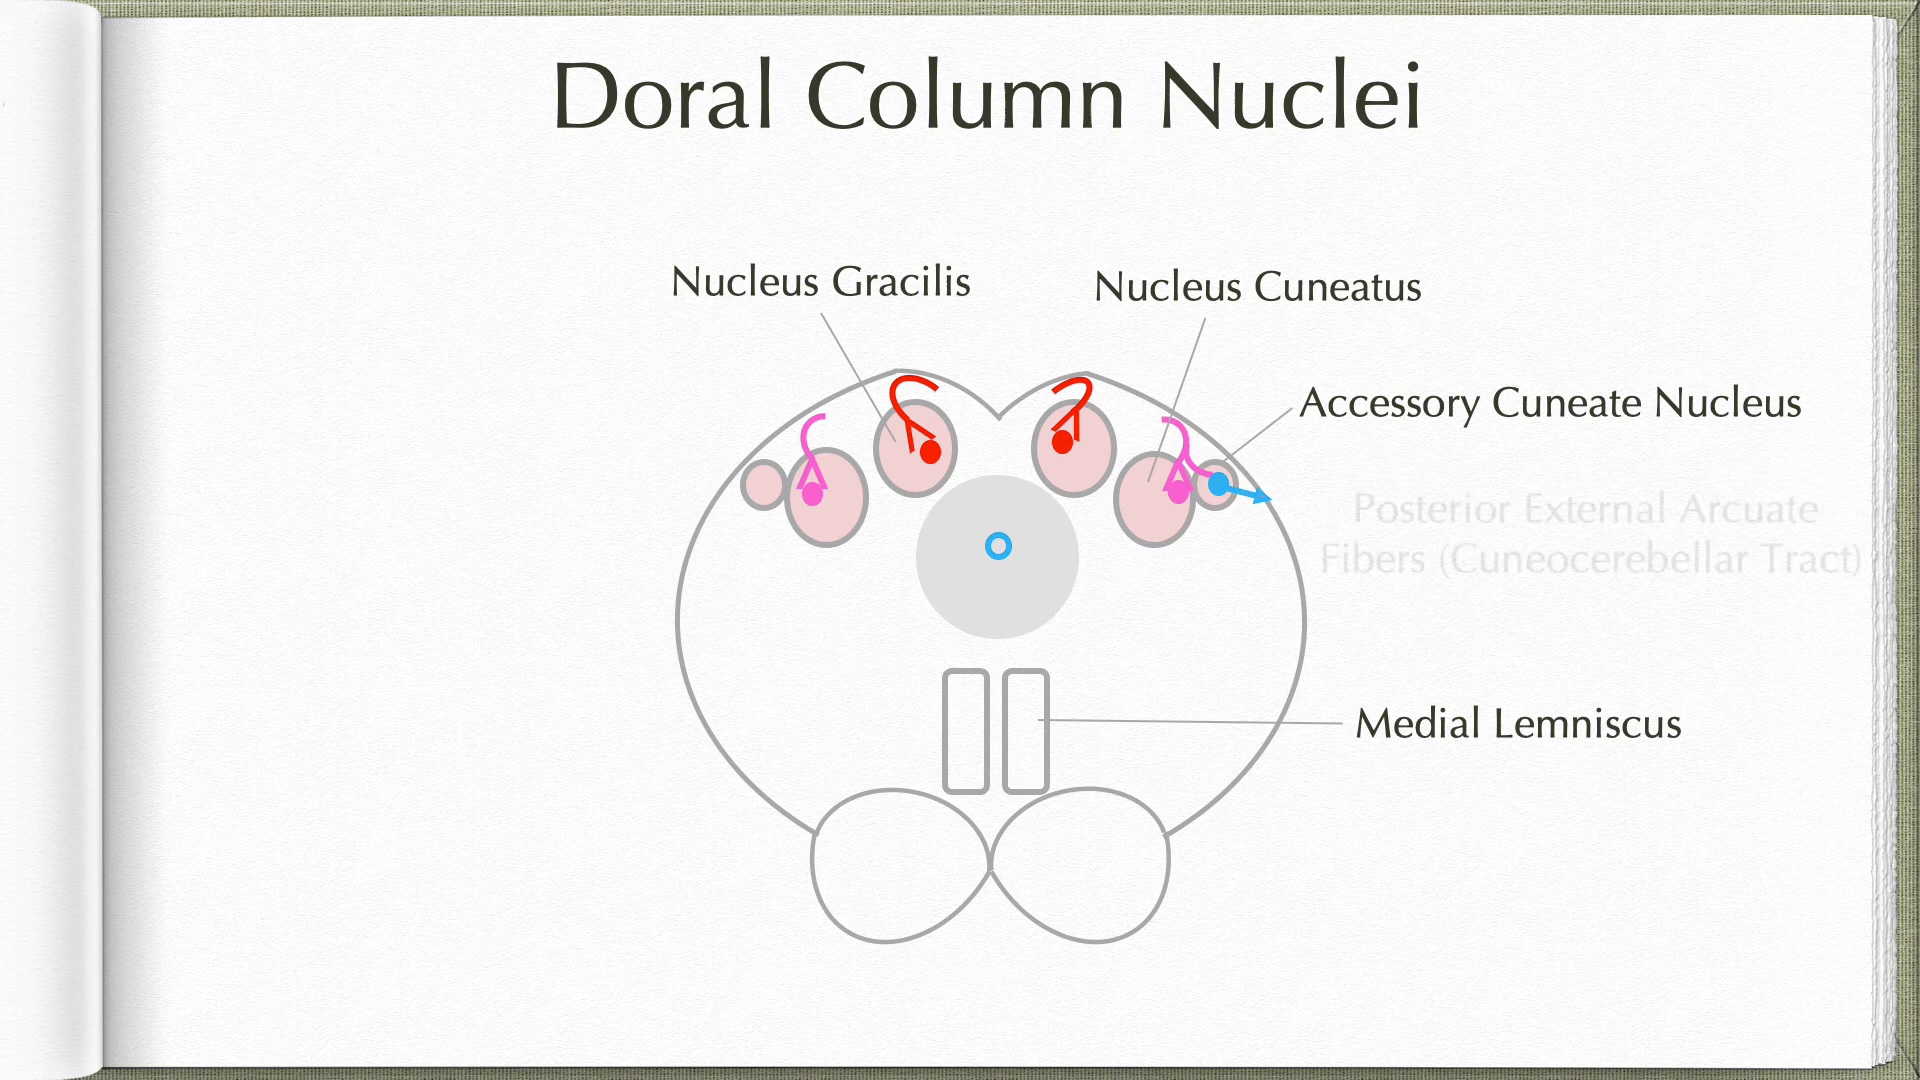 Doral Column Nuclei
Nucleus Gracilis
Nucleus Cuneatus
Accessory Cuneate Nucleus
Posterior External Arcuate
Fibers (Cuneocerebellar Tract)
Medial Lemniscus